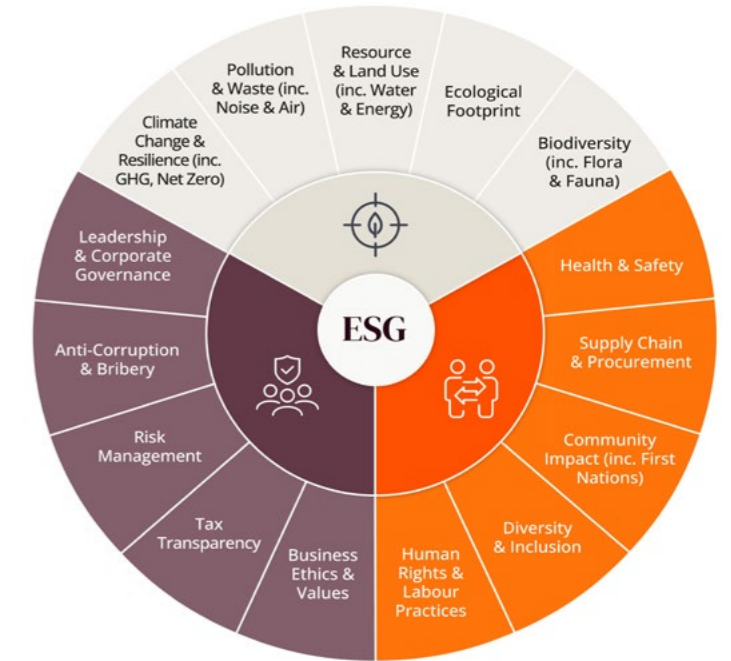 Climate
Change &
Resilience (inc.
GHG, Net Zero)
Pollution
& Waste (inc.
Noise & Air)
Resource
& Land Use
(inc. Water
& Energy)
Ecological
Footprint
Biodiversity
(inc. Flora
& Fauna)
Health & Safety
Supply Chain
& Procurement
Community
Impact (inc. First
Nations)
Diversity
& Inclusion
Human
Rights &
Labour
Practices
Business
Ethics &
Values
Tax
Transparency
Risk
Management
Anti-Corruption
& Bribery
Leadership
& Corporate
Governance
ESG